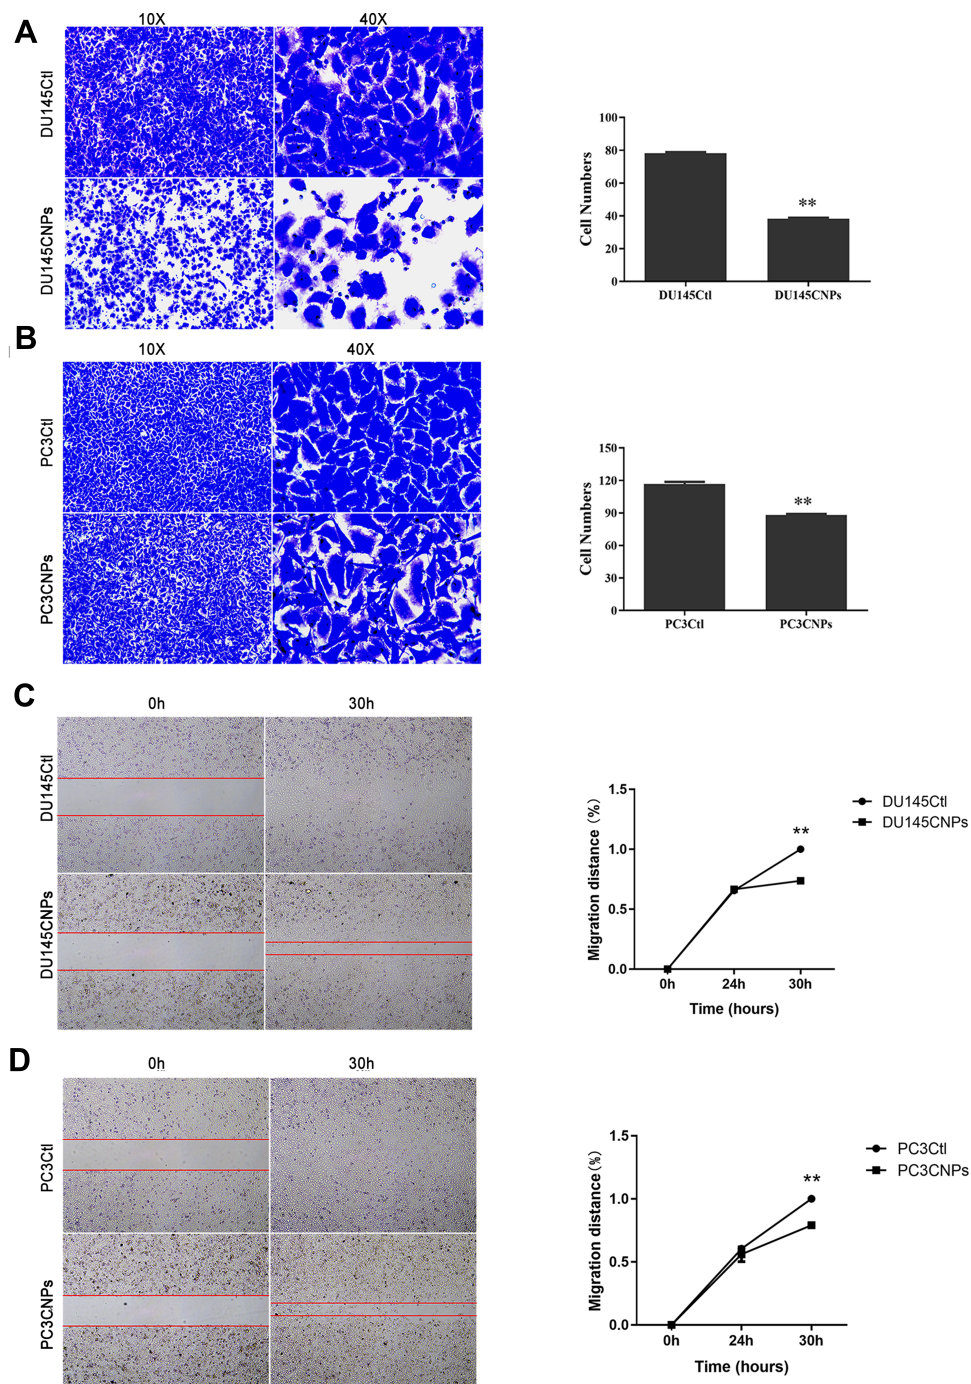 A
10X
40X
DU145Ctl
DU145CNPs
100
80
60
40
20
0
Cell Numbers
**
DU145Ctl
DU145CNPs
B
10X
40X
PC3Ctl
PC3CNPs
150
120
90
60
30
0
Cell Numbers
**
PC3Ctl
PC3CNPs
C
0h
30h
DU145Ctl
DU145CNPs
1.5
1.0
0.5
0.0
Migration distance (%)
**
0h
24h
30h
Time (hours)
DU145Ctl
DU145CNPs
D
0h
30h
PC3Ctl
PC3CNPs
1.5
1.0
0.5
0.0
Migration distance(%)
**
0h
24h
30h
Time (hours)
PC3Ctl
PC3CNPs